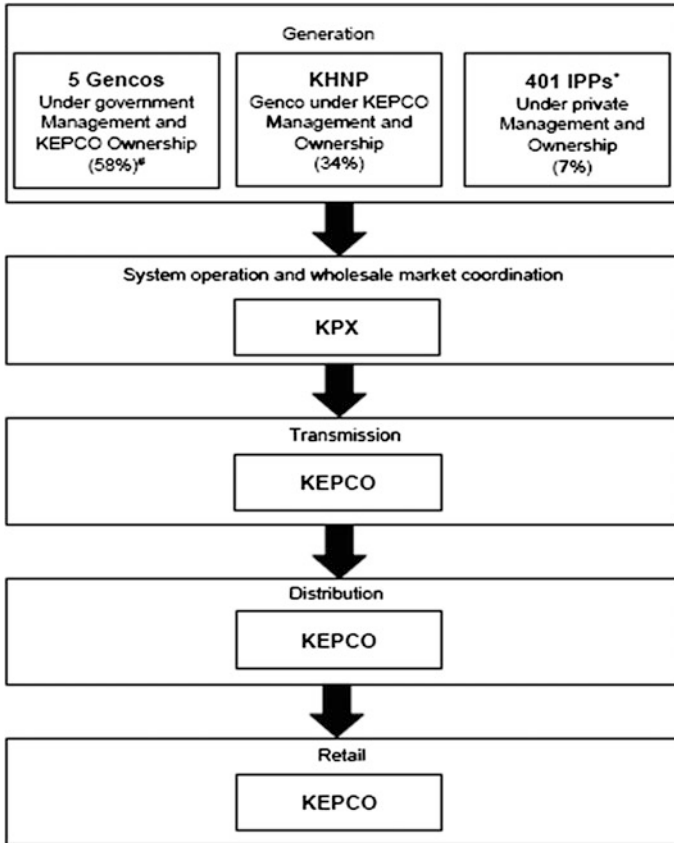 Generation
5 Gencos
Under government
Management and
KEPCO Ownership
(58%)#
KHNP
Genco under KEPCO
Management and
Ownership
(34%)
401 IPPs*
Under private
Management and
Ownership
(7%)
System operation and wholesale market coordination
KPX
Transmission
KEPCO
Distribution
KEPCO
Retail
KEPCO